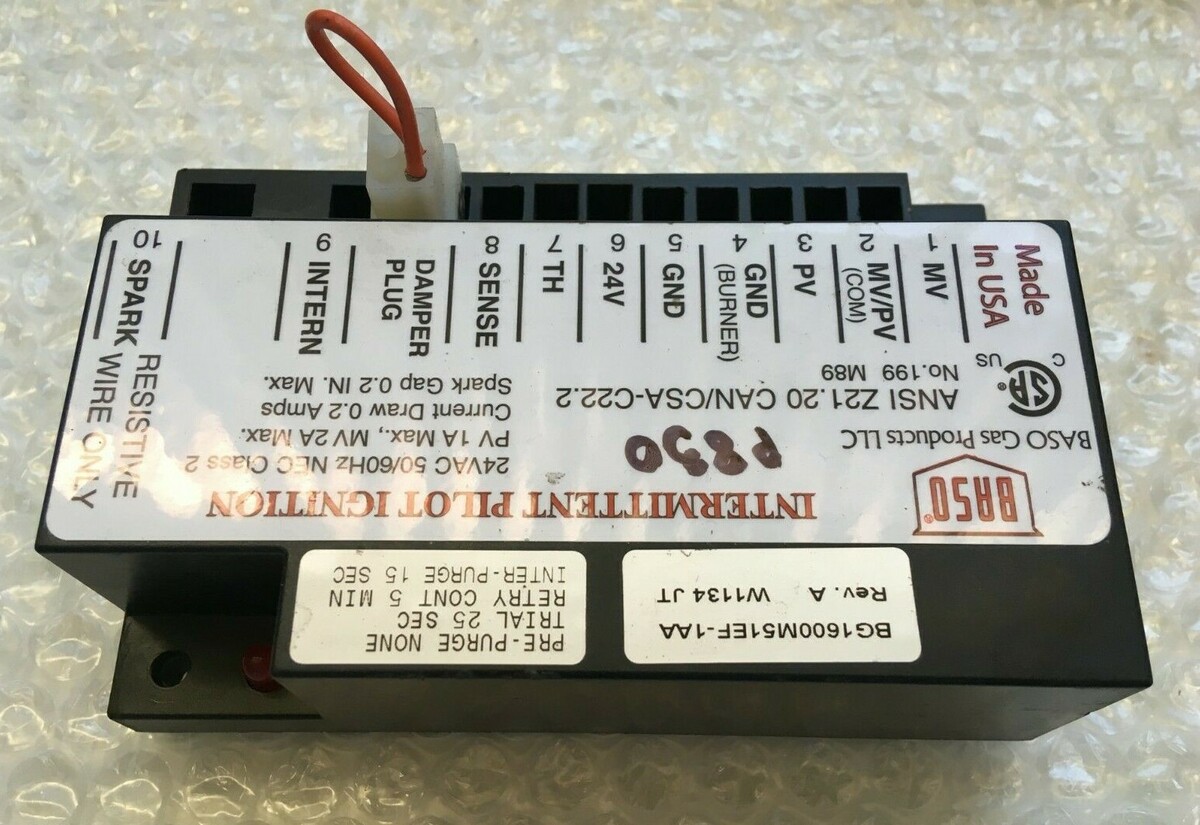 Made
In USA
1 MV
2 MV/PV
(COM)
3 PV
4 GND
(BURNER)
5 GND
6 24V
7 TH
8 SENSE
DAMPER
PLUG
9 INTERN
10 SPARK
RESISTIVE
WIRE ONLY
C SA® US
ANSI Z21.20 CAN/CSA-C22.2
No.199 M89
BASO Gas Products LLC
P830
BASO®
INTERMITTENT PILOT IGNITION
24VAC 50/60Hz NEC Class 2
PV 1A Max., MV 2A Max.
Current Draw 0.2 Amps
Spark Gap 0.2 IN. Max.
BG1600M51EF-1AA
Rev. A W1134 JT
PRE-PURGE NONE
TRIAL 25 SEC
RETRY CONT 5 MIN
INTER-PURGE 15 SEC